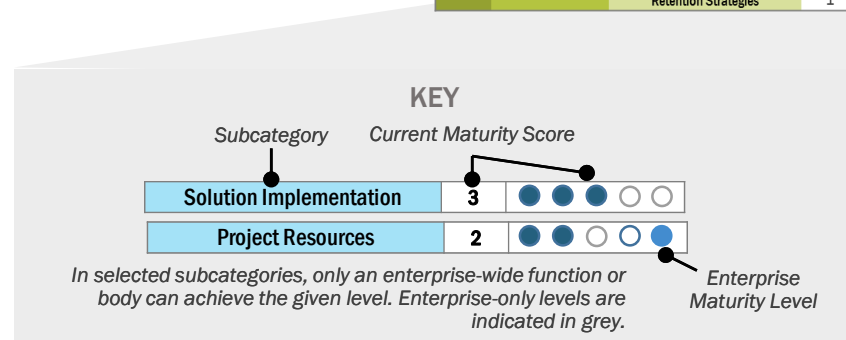 Retention Strategies 1
KEY
Subcategory
Current Maturity Score
Solution Implementation 3
Project Resources 2
In selected subcategories, only an enterprise-wide function or
body can achieve the given level. Enterprise-only levels are
indicated in grey.
Enterprise
Maturity Level